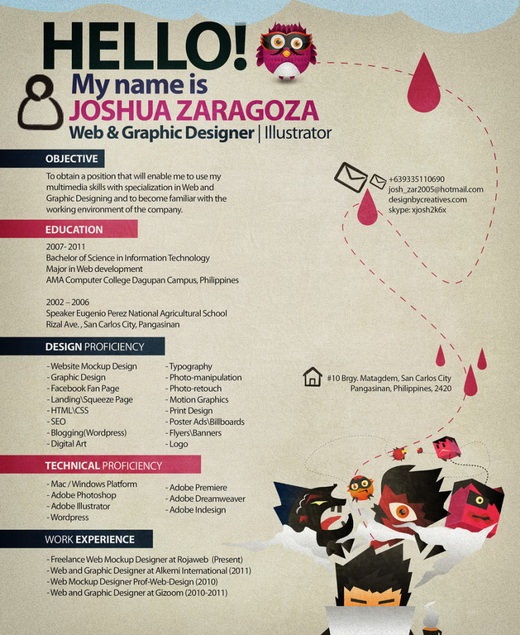 HELLO!
My name is
JOSHUA ZARAGOZA
Web & Graphic Designer | Illustrator
OBJECTIVE
To obtain a position that will enable me to use my
multimedia skills with specialization in Web and
Graphic Designing and to become familiar with the
working environment of the company.
+639335110690
josh_zar2005@hotmail.com
designbycreatives.com
skype: xjosh2k6x
EDUCATION
2007- 2011
Bachelor of Science in Information Technology
Major in Web development
AMA Computer College Dagupan Campus, Philippines
2002 – 2006
Speaker Eugenio Perez National Agricultural School
Rizal Ave. , San Carlos City, Pangasinan
DESIGN PROFICIENCY
- Website Mockup Design
- Graphic Design
- Facebook Fan Page
- Landing\Squeeze Page
- HTML\CSS
- SEO
- Blogging(Wordpress)
- Digital Art
- Typography
- Photo-manipulation
- Photo-retouch
- Motion Graphics
- Print Design
- Poster Ads\Billboards
- Flyers\Banners
- Logo
#10 Brgy. Matagdem, San Carlos City
Pangasinan, Philippines, 2420
TECHNICAL PROFICIENCY
- Mac / Windows Platform
- Adobe Photoshop
- Adobe Illustrator
- Wordpress
- Adobe Premiere
- Adobe Dreamweaver
- Adobe Indesign
WORK EXPERIENCE
- Freelance Web Mockup Designer at Rojaweb (Present)
- Web and Graphic Designer at Alkemi International (2011)
- Web Mockup Designer Prof-Web-Design (2010)
- Web and Graphic Designer at Gizoom (2010-2011)